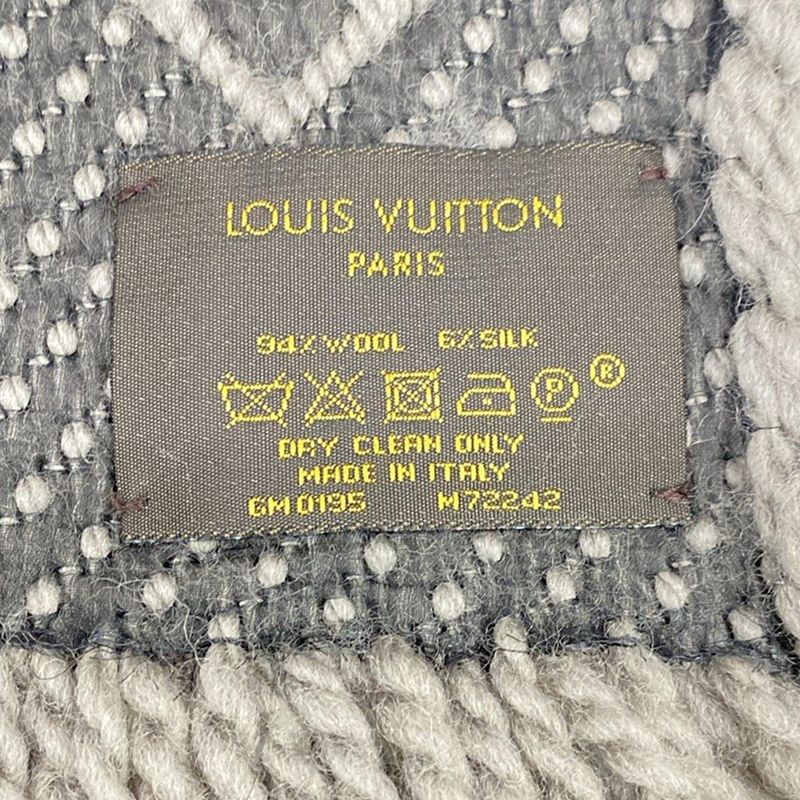 LOUIS VUITTON
PARIS
94% WOOL 6% SILK
P ®
DRY CLEAN ONLY
MADE IN ITALY
GM0195 M72242